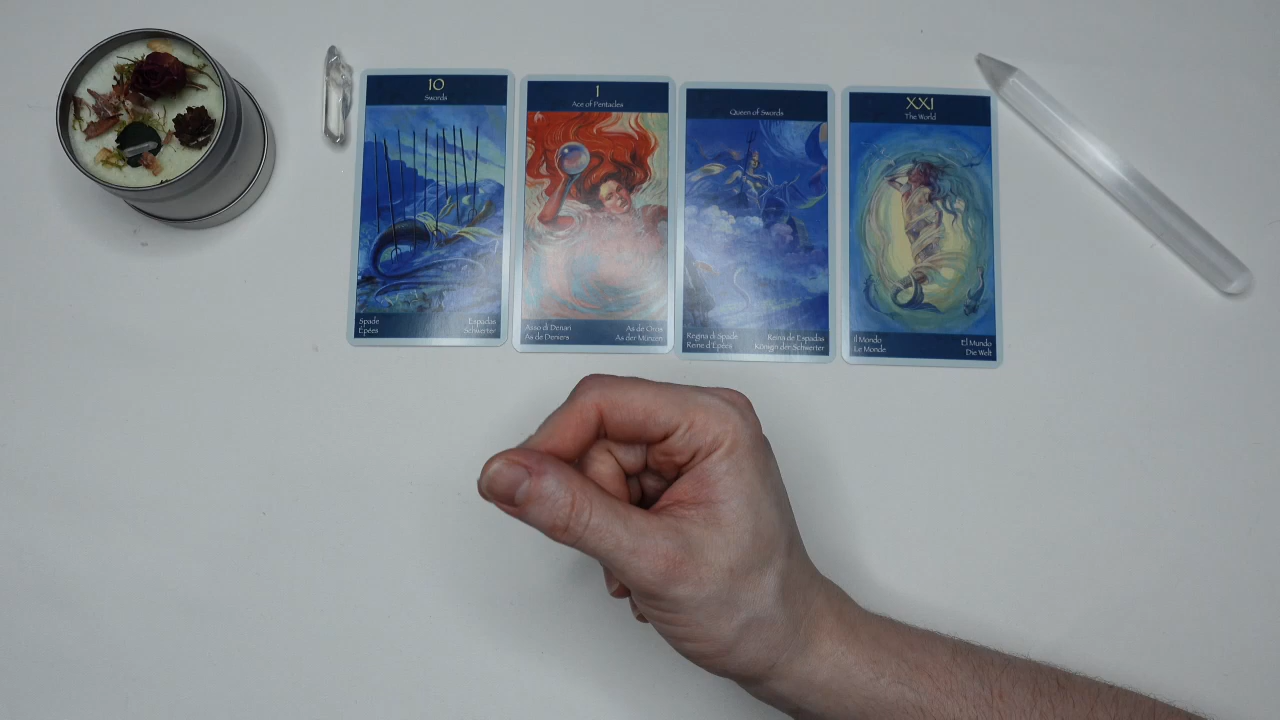 10
Swords
Spade
Épées
Espadas
Schwerter
1
Ace of Pentacles
Asso di Denari
As de Deniers
As de Oros
As der Münzen
Queen of Swords
Regina di Spade
Reine d'Épées
Reina de Espadas
Königin der Schwerter
XXI
The World
Il Mondo
Le Monde
El Mundo
Die Welt